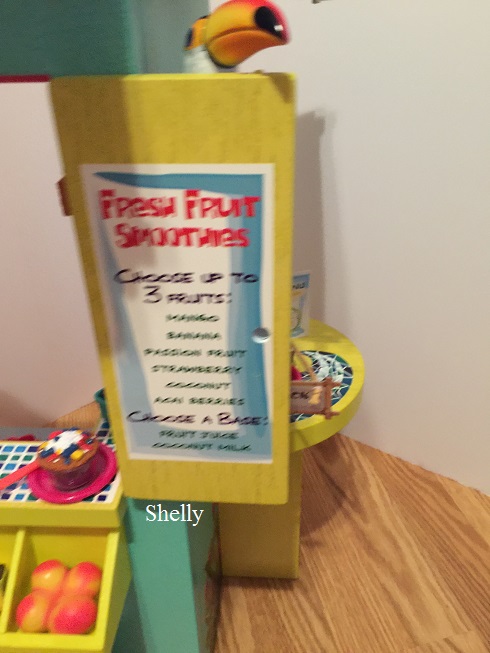 FRESH FRUIT
SMOOTHIES
CHOOSE UP TO
3 FRUITS:
MANGO
BANANA
PASSION FRUIT
STRAWBERRY
COCONUT
ACAI BERRIES
CHOOSE A BASE:
FRUIT JUICE
COCONUT MILK
Shelly